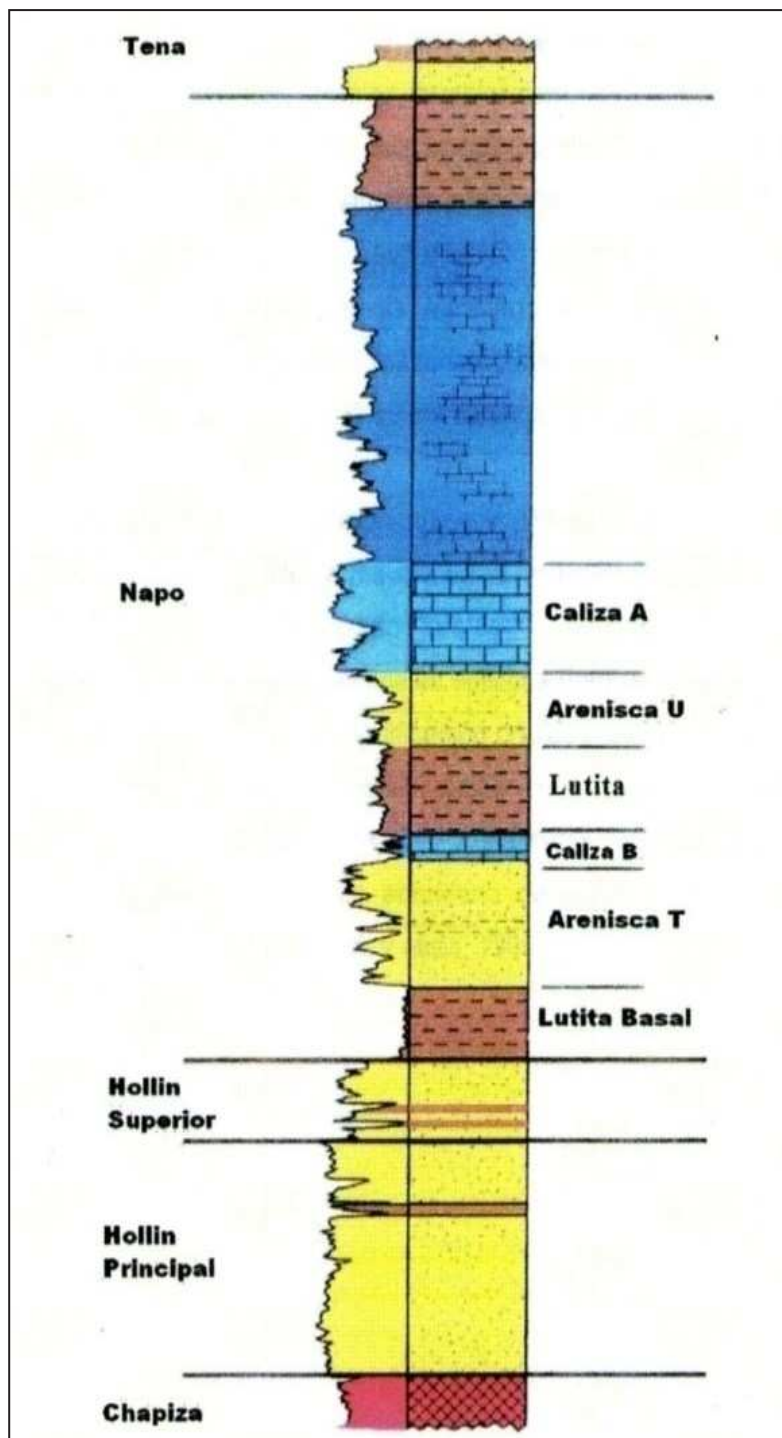 Tena
Napo
Caliza A
Arenisca U
Lutita
Caliza B
Arenisca T
Lutita Basal
Hollin
Superior
Hollin
Principal
Chapiza